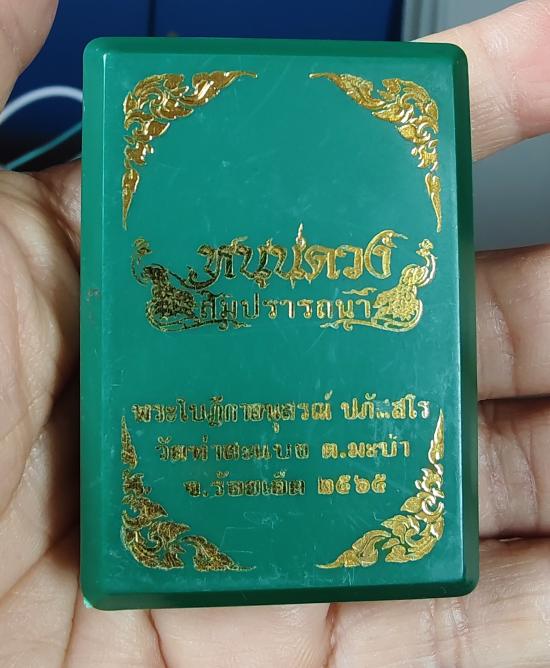 หนุนดวง
สัมปรารถนา
พระใบฎีกาอนุสรณ์ ปภัสสโร
วัดท่าสะแบง ต.มะบ้า
จ.ร้อยเอ็ด ๒๕๖๕